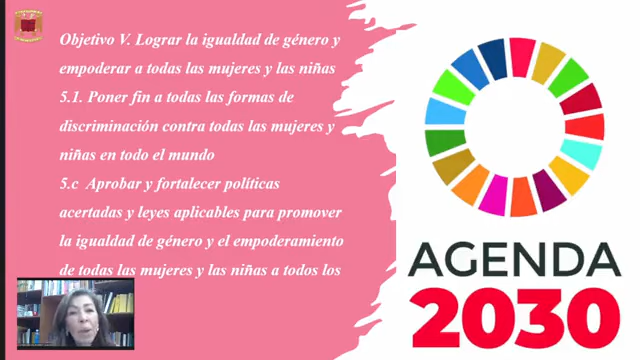 Objetivo V. Lograr la igualdad de género y
empoderar a todas las mujeres y las niñas
5.1. Poner fin a todas las formas de
discriminación contra todas las mujeres y
niñas en todo el mundo
5.c Aprobar y fortalecer políticas
acertadas y leyes aplicables para promover
la igualdad de género y el empoderamiento
de todas las mujeres y las niñas a todos los
AGENDA
2030